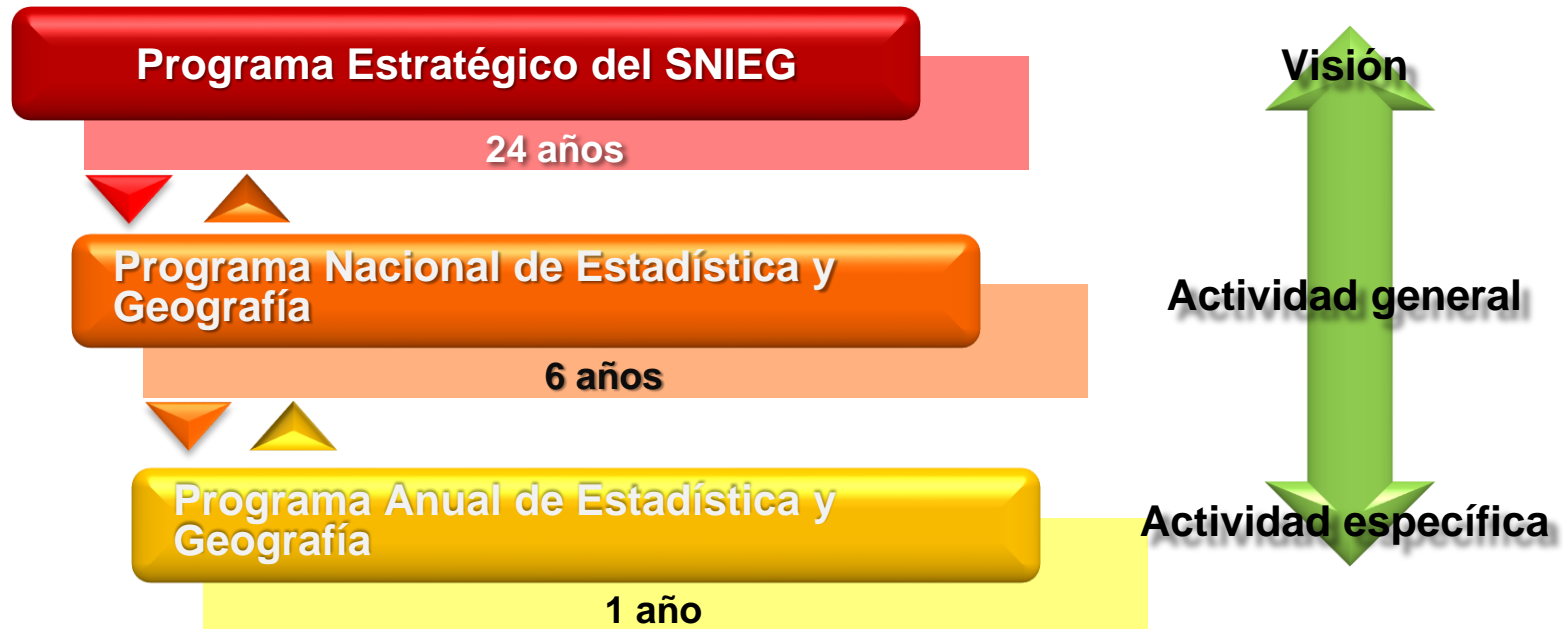 Programa Estratégico del SNIEG
24 años
Visión
Programa Nacional de Estadística y
Geografía
6 años
Actividad general
Programa Anual de Estadística y
Geografía
1 año
Actividad específica